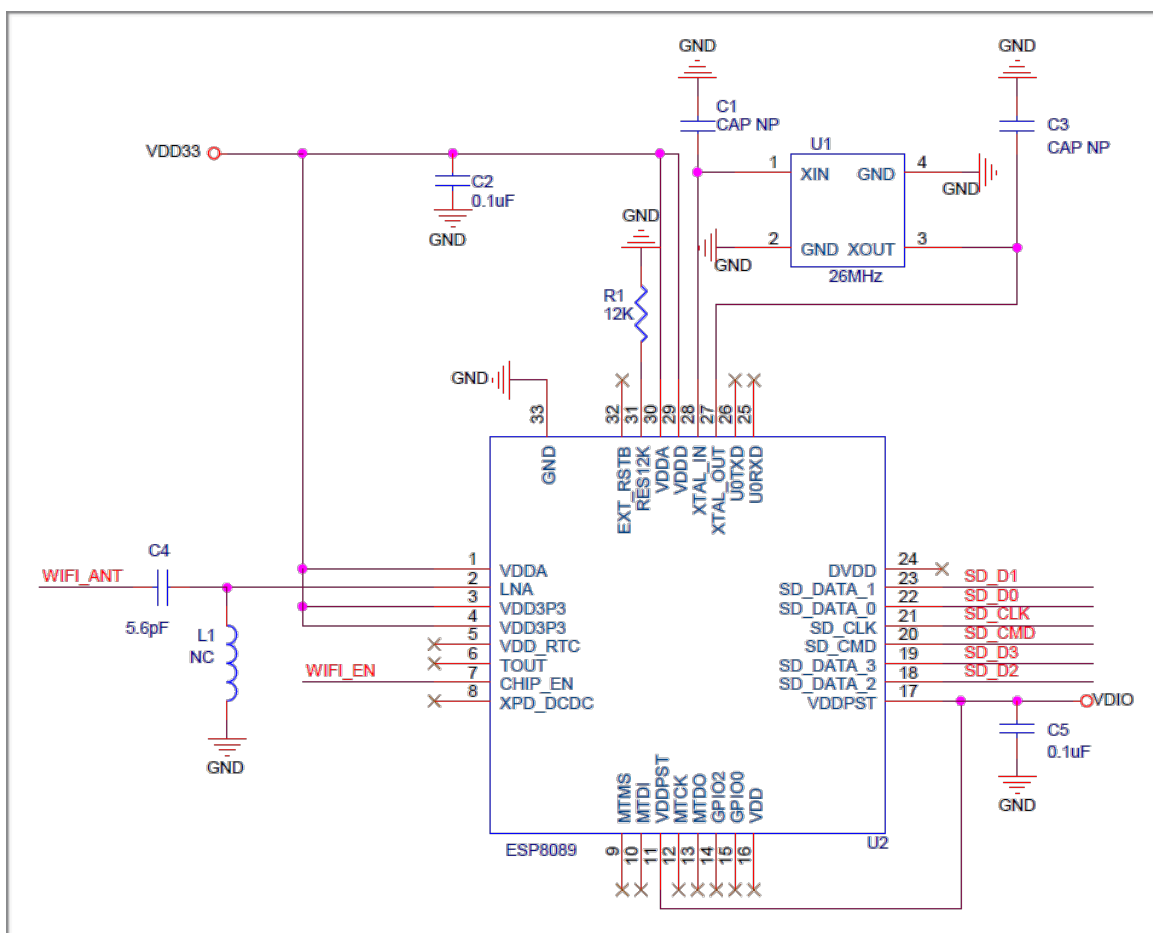 GND
GND
C1
CAP NP
C3
CAP NP
U1
VDD33
1
XIN
GND
4
GND
C2
0.1uF
GND
GND
2
GND
XOUT
3
GND
26MHz
R1
12K
GND
33
32
31
30
29
28
27
26
25
GND
EXT_RSTB
RES12K
VDDA
VDDD
XTAL_IN
XTAL_OUT
U0TXD
U0RXD
WIFI_ANT
C4
5.6pF
L1
NC
GND
WIFI_EN
1
VDDA
2
LNA
3
VDD3P3
4
VDD3P3
5
VDD_RTC
6
TOUT
7
CHIP_EN
8
XPD_DCDC
DVDD
24
SD_DATA_1
23
SD_D1
SD_DATA_0
22
SD_D0
SD_CLK
21
SD_CLK
SD_CMD
20
SD_CMD
SD_DATA_3
19
SD_D3
SD_DATA_2
18
SD_D2
VDDPST
17
VDIO
C5
0.1uF
GND
MTMS
MTDI
VDDPST
MTCK
MTDO
GPIO2
GPIO0
VDD
ESP8089
U2
9
10
11
12
13
14
15
16